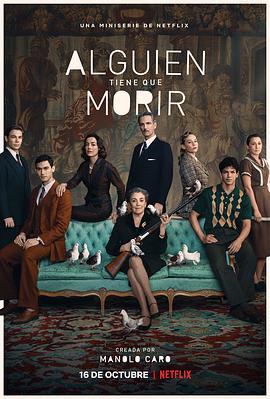 UNA MINISERIE DE NETFLIX
ALGUIEN
TIENE QUE
MORIR
CREADA POR
MANOLO CARO
16 DE OCTUBRE | NETFLIX